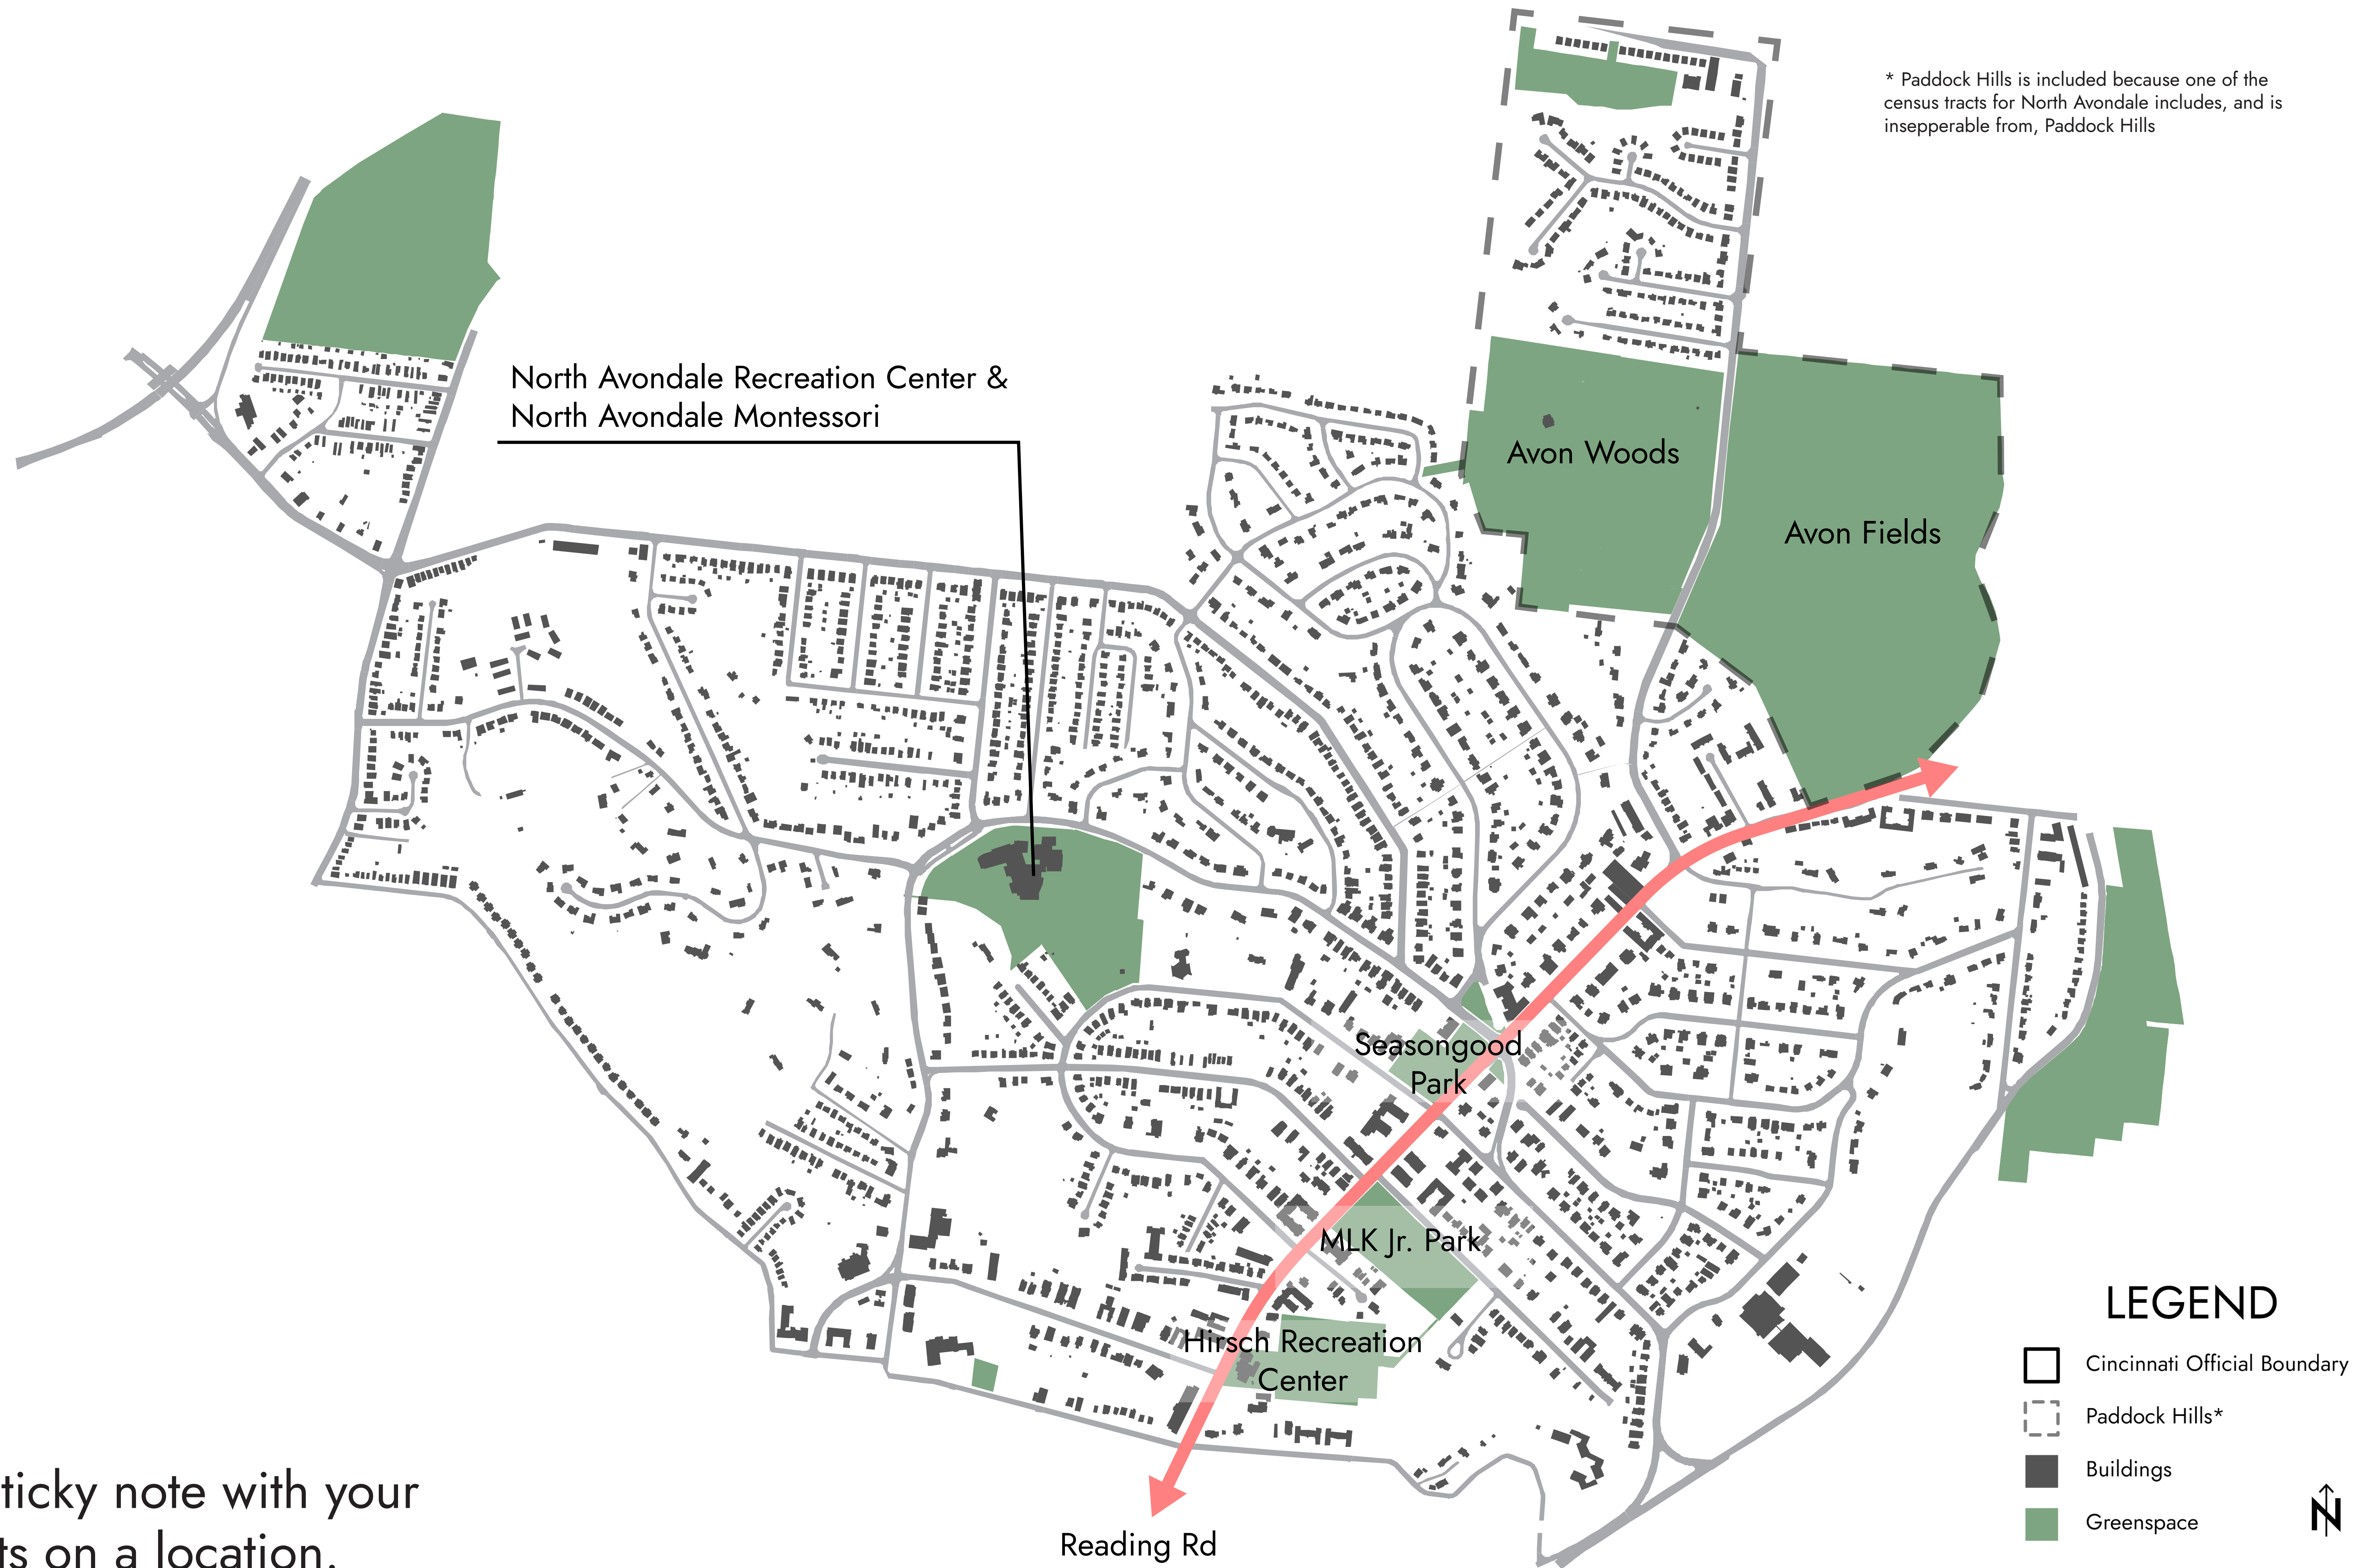 * Paddock Hills is included because one of the
census tracts for North Avondale includes, and is
insepperable from, Paddock Hills
North Avondale Recreation Center &
North Avondale Montessori
Avon Woods
Avon Fields
Seasongood
Park
MLK Jr. Park
Hirsch Recreation
Center
Reading Rd
LEGEND
Cincinnati Official Boundary
Paddock Hills*
Buildings
Greenspace
N
ticky note with your
ts on a location.